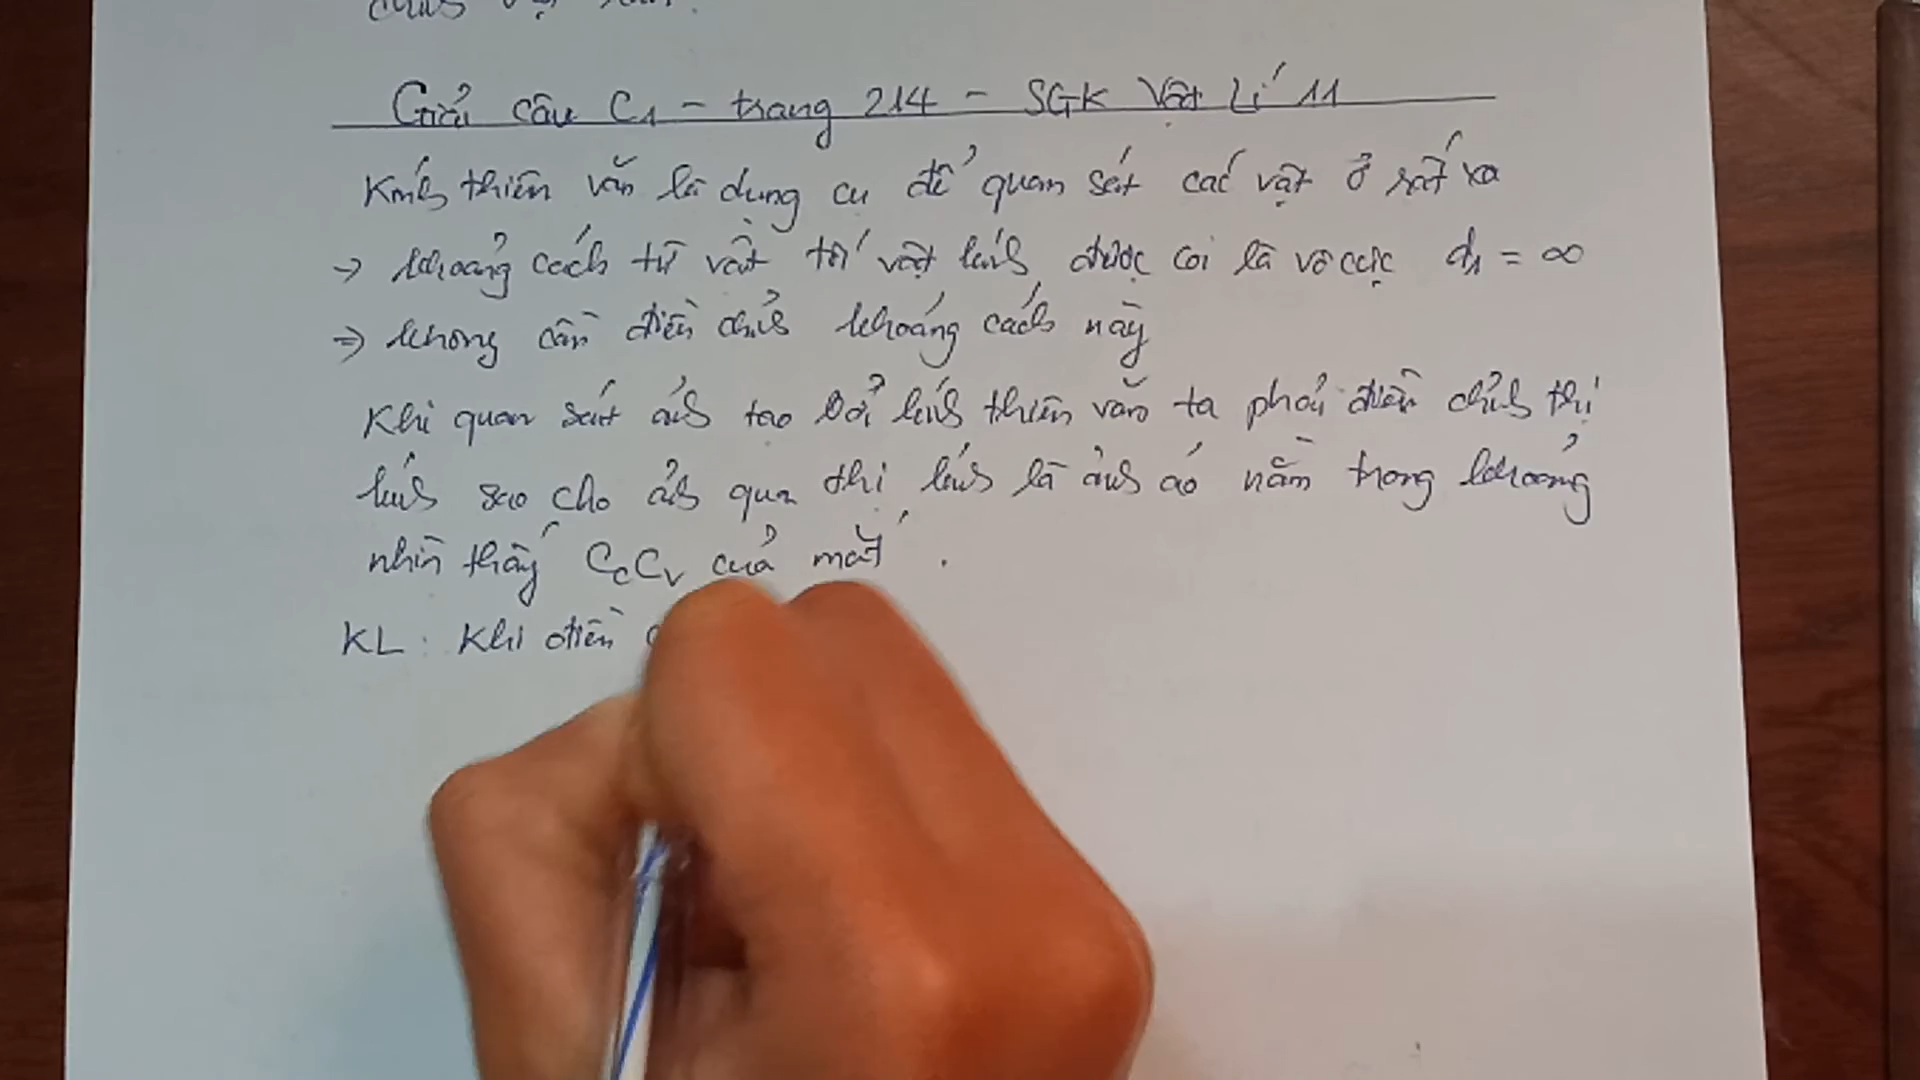 Giải câu C1 - trang 214 - SGK Vật Lí 11
Kính thiên văn là dụng cụ để quan sát các vật ở rất xa
→ khoảng cách từ vật tới vật kính được coi là vô cực d1 = ∞
⇒ không cần điều chỉnh khoảng cách này
Khi quan sát ảnh tạo bởi kính thiên văn ta phải điều chỉnh thị
kính sao cho ảnh qua thị kính là ảnh ảo nằm trong khoảng
nhìn thấy CcCv của mắt.
KL: Khi điều